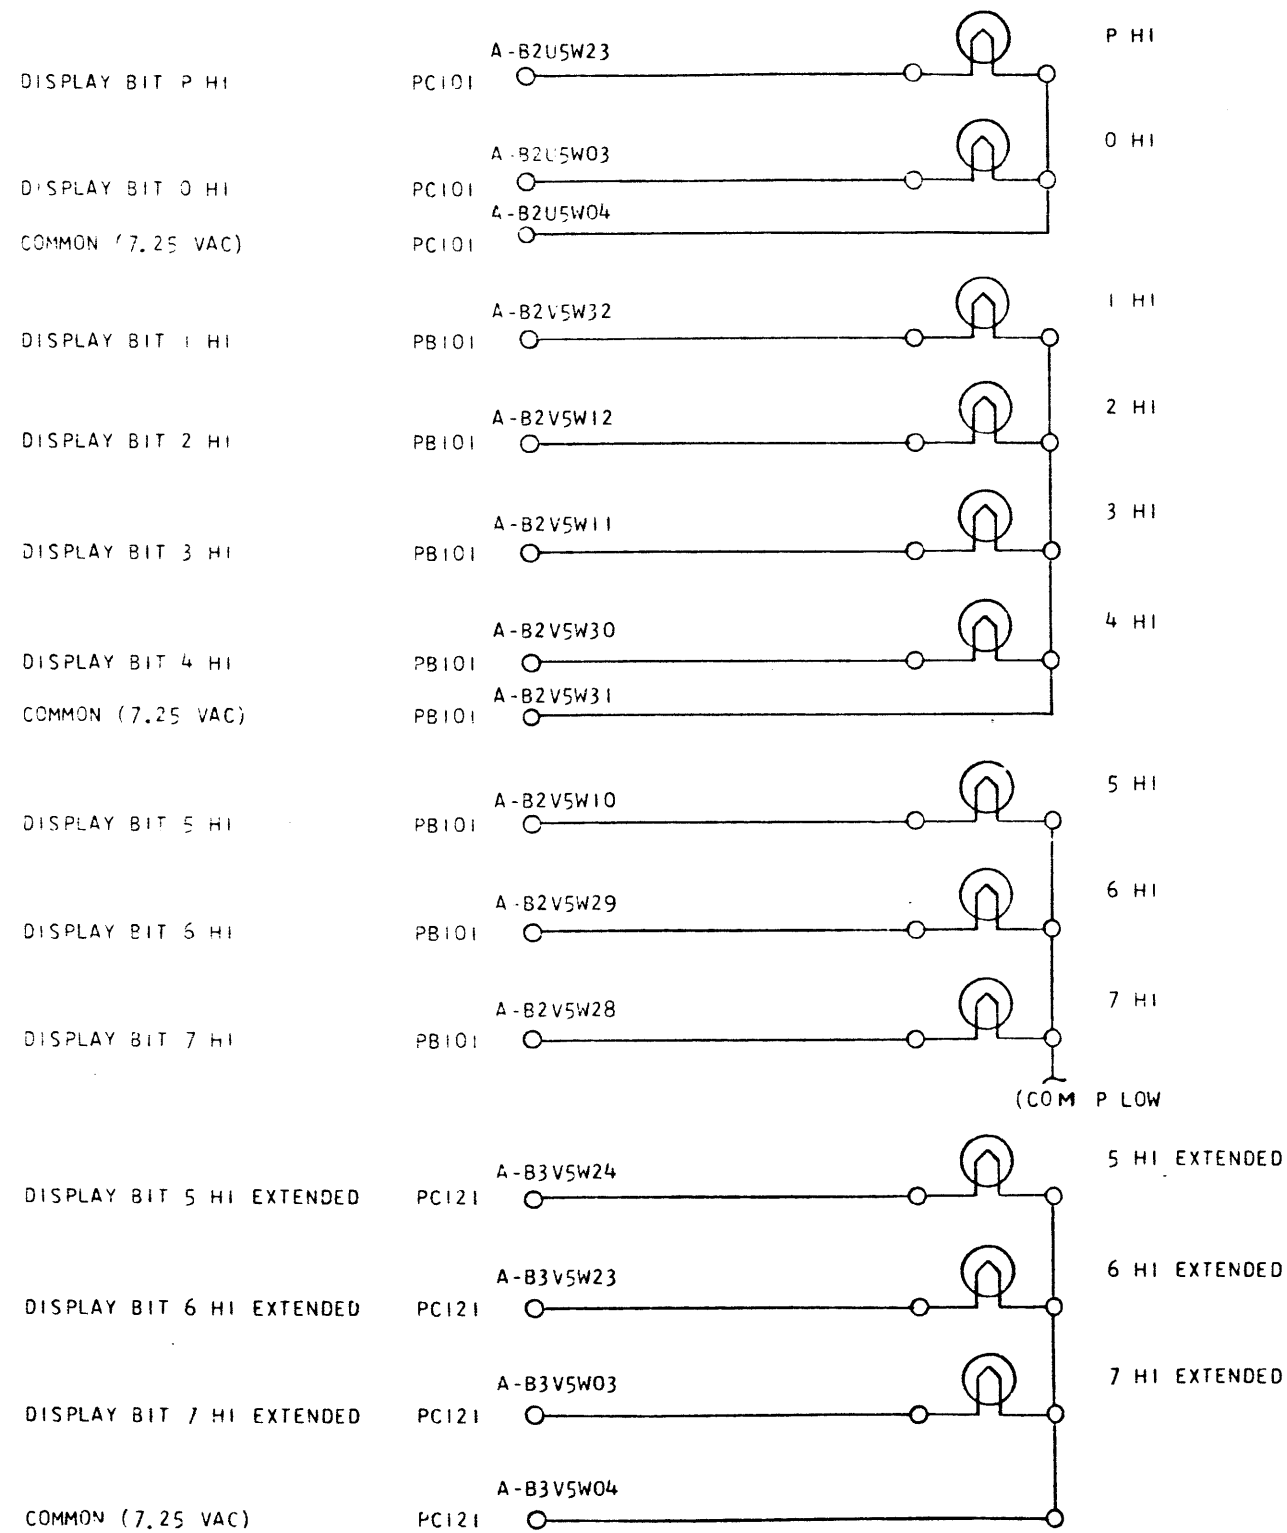 A-B2U5W23 P HI
DISPLAY BIT P HI PC101
A-B2U5W03 0 HI
DISPLAY BIT 0 HI PC101
A-B2U5W04
COMMON (7.25 VAC) PC101
A-B2V5W32 1 HI
DISPLAY BIT 1 HI PB101
A-B2V5W12 2 HI
DISPLAY BIT 2 HI PB101
A-B2V5W11 3 HI
DISPLAY BIT 3 HI PB101
A-B2V5W30 4 HI
DISPLAY BIT 4 HI PB101
A-B2V5W31
COMMON (7.25 VAC) PB101
A-B2V5W10 5 HI
DISPLAY BIT 5 HI PB101
A-B2V5W29 6 HI
DISPLAY BIT 6 HI PB101
A-B2V5W28 7 HI
DISPLAY BIT 7 HI PB101
(COM P LOW
A-B3V5W24 5 HI EXTENDED
DISPLAY BIT 5 HI EXTENDED PC121
A-B3V5W23 6 HI EXTENDED
DISPLAY BIT 6 HI EXTENDED PC121
A-B3V5W03 7 HI EXTENDED
DISPLAY BIT 7 HI EXTENDED PC121
A-B3V5W04
COMMON (7.25 VAC) PC121